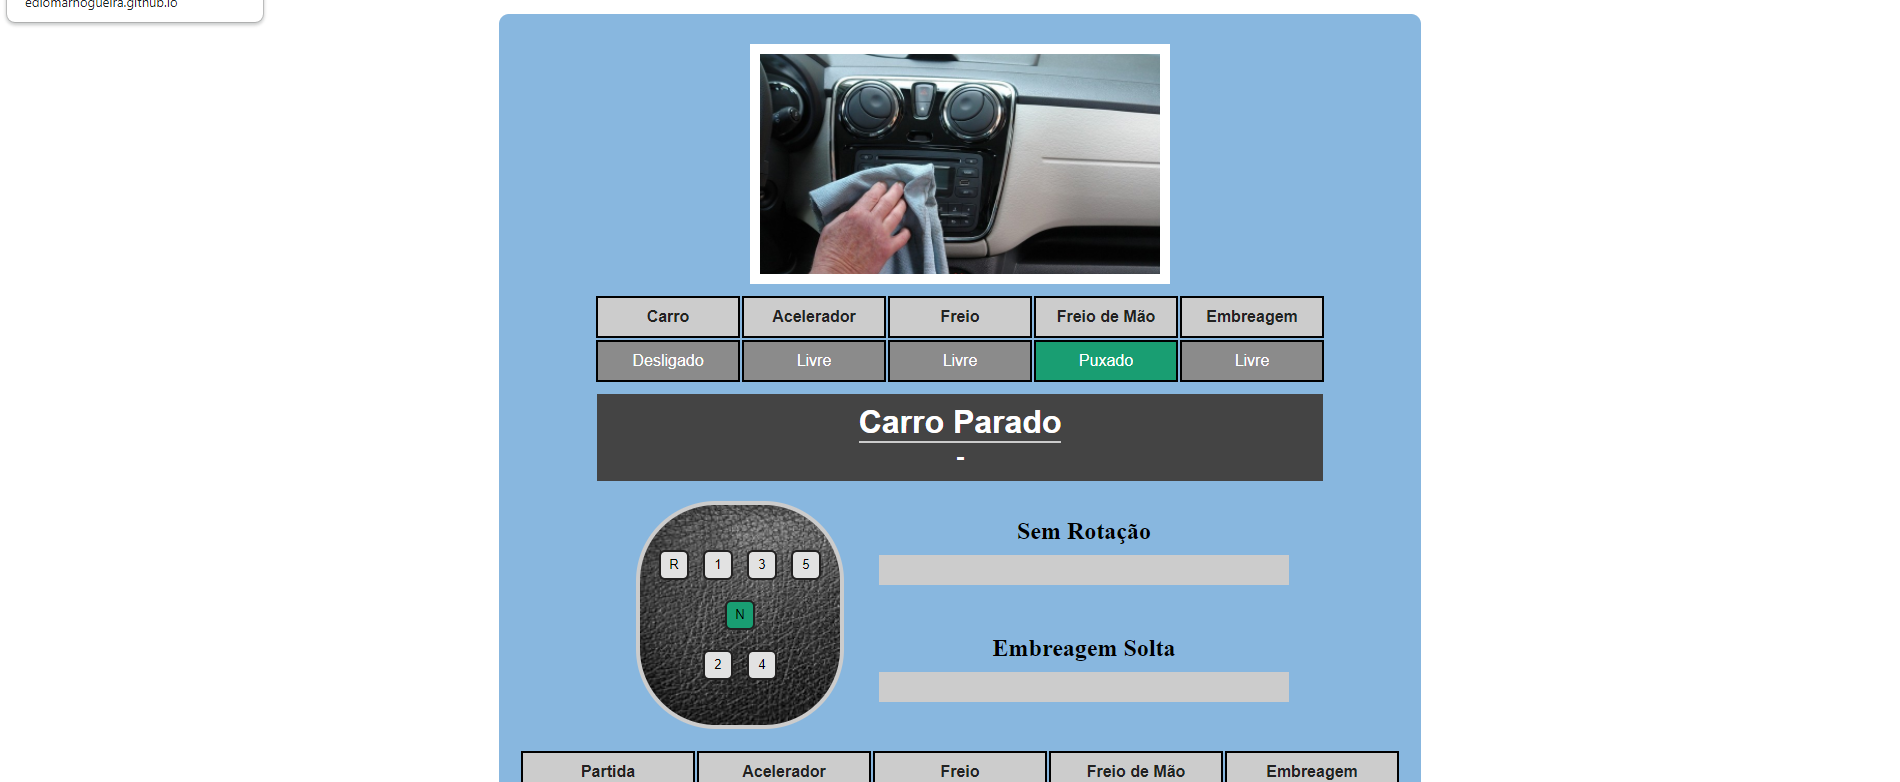 ediomarnogueira.github.io
Carro Acelerador Freio Freio de Mão Embreagem
Desligado Livre Livre Puxado Livre
Carro Parado
-
R 1 3 5
N
2 4
Sem Rotação
Embreagem Solta
Partida Acelerador Freio Freio de Mão Embreagem